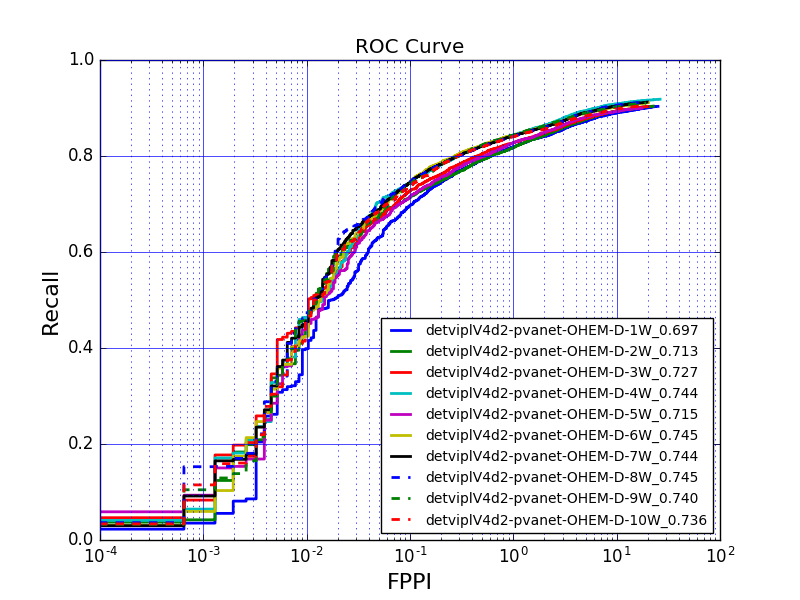 ROC Curve
1.0
0.8
0.6
0.4
0.2
0.0
Recall
detviplV4d2-pvanet-OHEM-D-1W_0.697
detviplV4d2-pvanet-OHEM-D-2W_0.713
detviplV4d2-pvanet-OHEM-D-3W_0.727
detviplV4d2-pvanet-OHEM-D-4W_0.744
detviplV4d2-pvanet-OHEM-D-5W_0.715
detviplV4d2-pvanet-OHEM-D-6W_0.745
detviplV4d2-pvanet-OHEM-D-7W_0.744
detviplV4d2-pvanet-OHEM-D-8W_0.745
detviplV4d2-pvanet-OHEM-D-9W_0.740
detviplV4d2-pvanet-OHEM-D-10W_0.736
10^-4 10^-3 10^-2 10^-1 10^0 10^1 10^2
FPPI